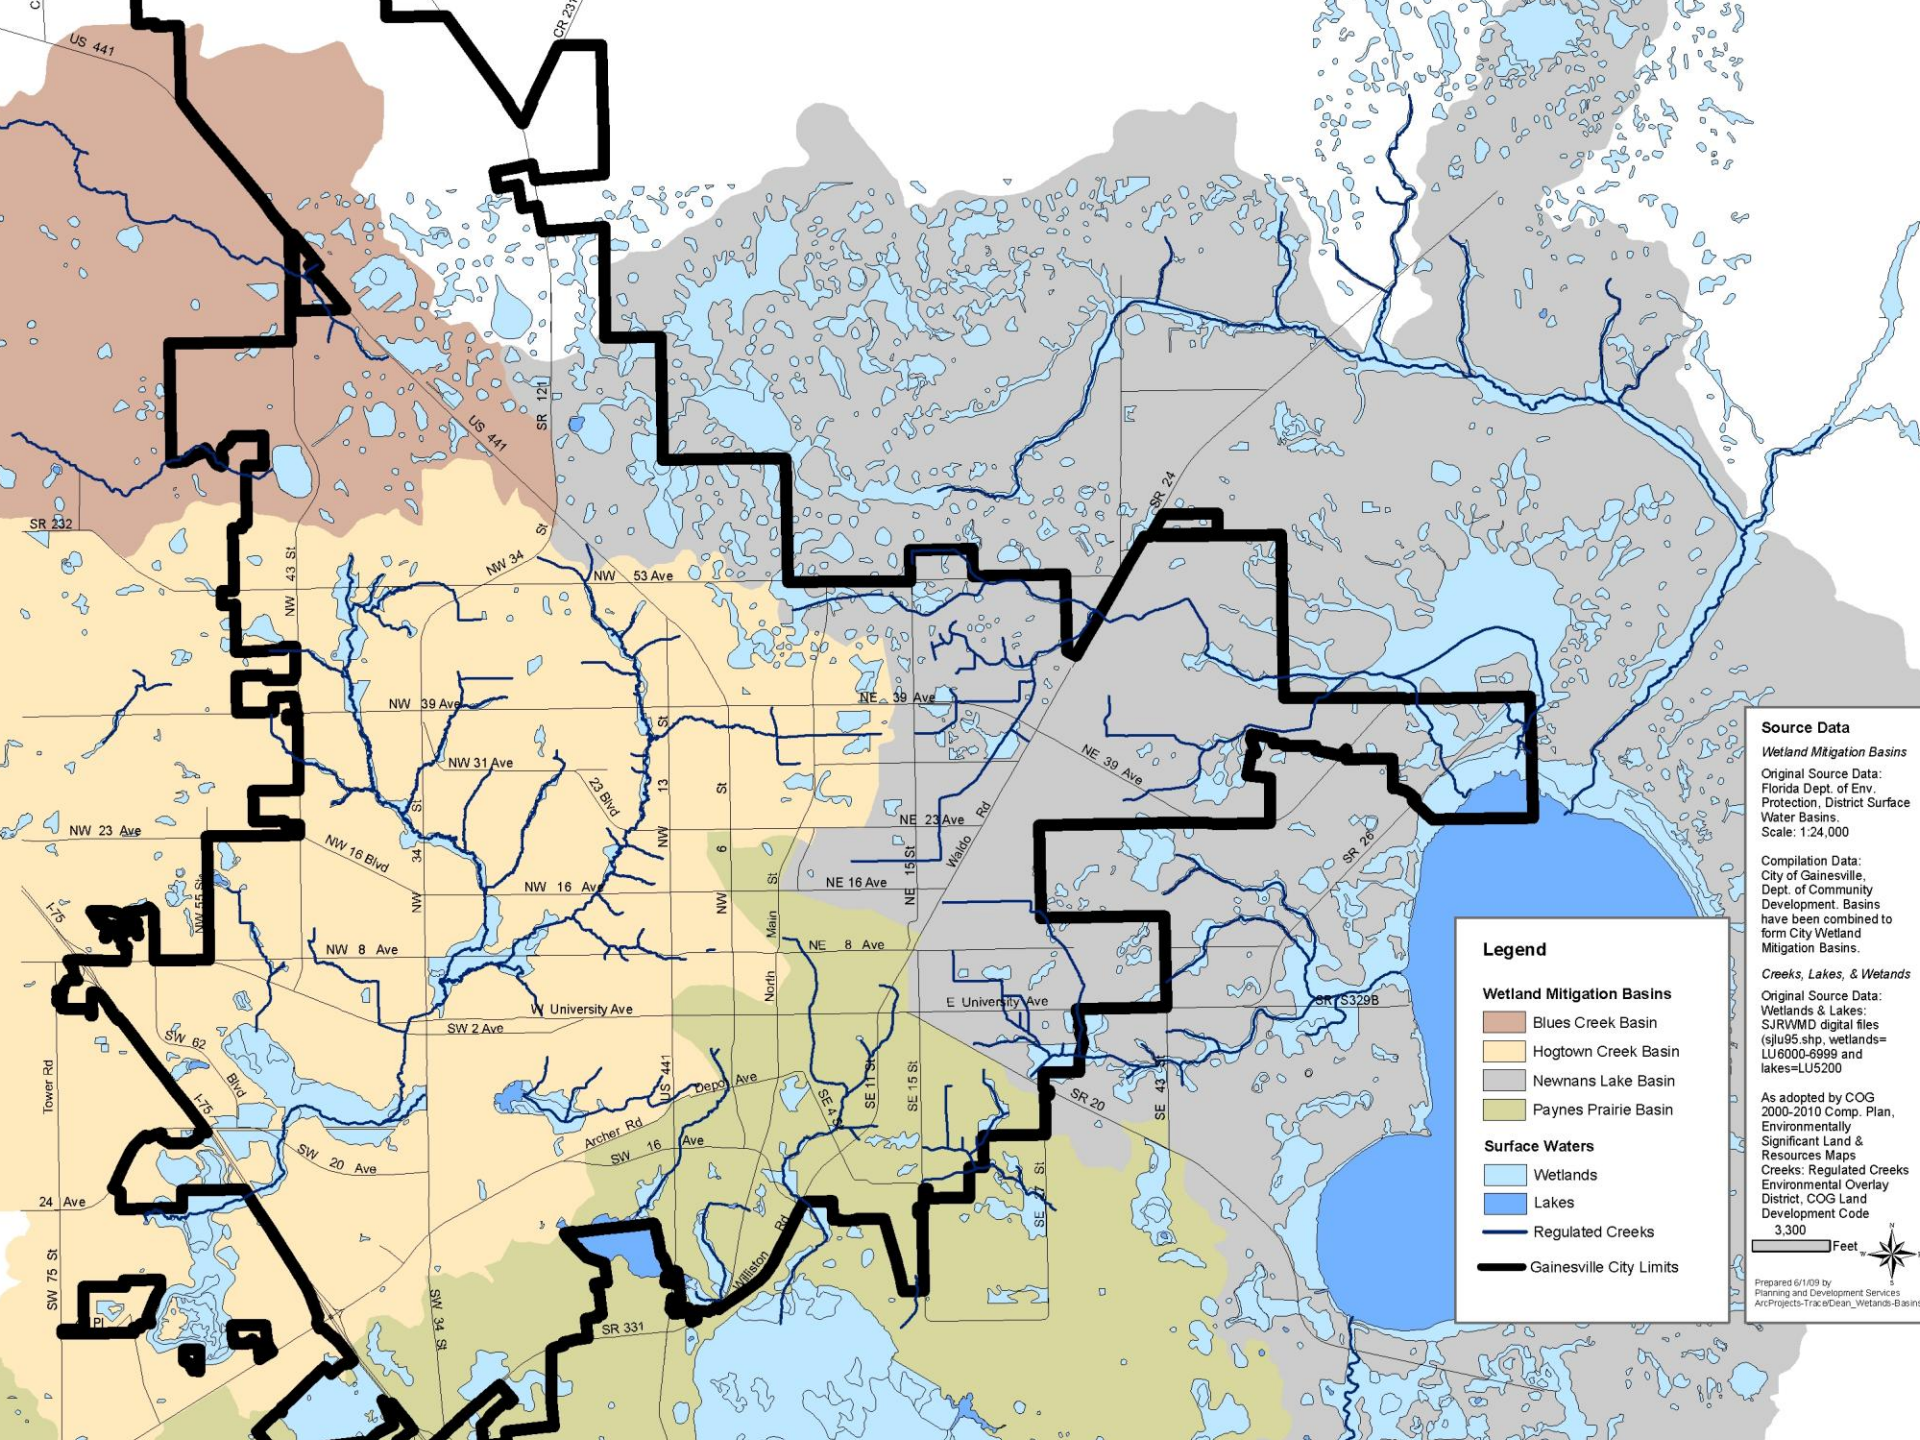 US 441
CR 231
SR 121
US 441
SR 24
SR 232
NW 43 St
NW 34 St
NW 53 Ave
NW 39 Ave
NE 39 Ave
NE 39 Ave
NW 31 Ave
23 Blvd
NW 13 St
NW 6 St
NW 34 St
NW 23 Ave
NE 23 Ave
Waldo Rd
SR 26
NW 16 Blvd
NW 16 Ave
NE 16 Ave
NE 15 St
NW 55 St
I-75
North Main St
NW 8 Ave
NE 8 Ave
W University Ave
E University Ave
SR S329B
SW 2 Ave
SW 62 Blvd
Tower Rd
I-75
US 441
Depot Ave
SE 4 St
SE 11 St
SE 15 St
SR 20
SE 43 St
Archer Rd
SW 16 Ave
SW 20 Ave
24 Ave
SW 75 St
SE 27 St
Williston Rd
SW 34 St
SR 331
Pl
Legend
Wetland Mitigation Basins
Blues Creek Basin
Hogtown Creek Basin
Newnans Lake Basin
Paynes Prairie Basin
Surface Waters
Wetlands
Lakes
Regulated Creeks
Gainesville City Limits
Source Data
Wetland Mitigation Basins
Original Source Data:
Florida Dept. of Env.
Protection, District Surface
Water Basins.
Scale: 1:24,000
Compilation Data:
City of Gainesville,
Dept. of Community
Development. Basins
have been combined to
form City Wetland
Mitigation Basins.
Creeks, Lakes, & Wetlands
Original Source Data:
Wetlands & Lakes:
SJRWMD digital files
(sjlu95.shp, wetlands=
LU6000-6999 and
lakes=LU5200
As adopted by COG
2000-2010 Comp. Plan,
Environmentally
Significant Land &
Resources Maps
Creeks: Regulated Creeks
Environmental Overlay
District, COG Land
Development Code
3,300
Feet
N
W
S
Prepared 6/1/09 by
Planning and Development Services
ArcProjects-Trace/Dean_Wetands-Basins